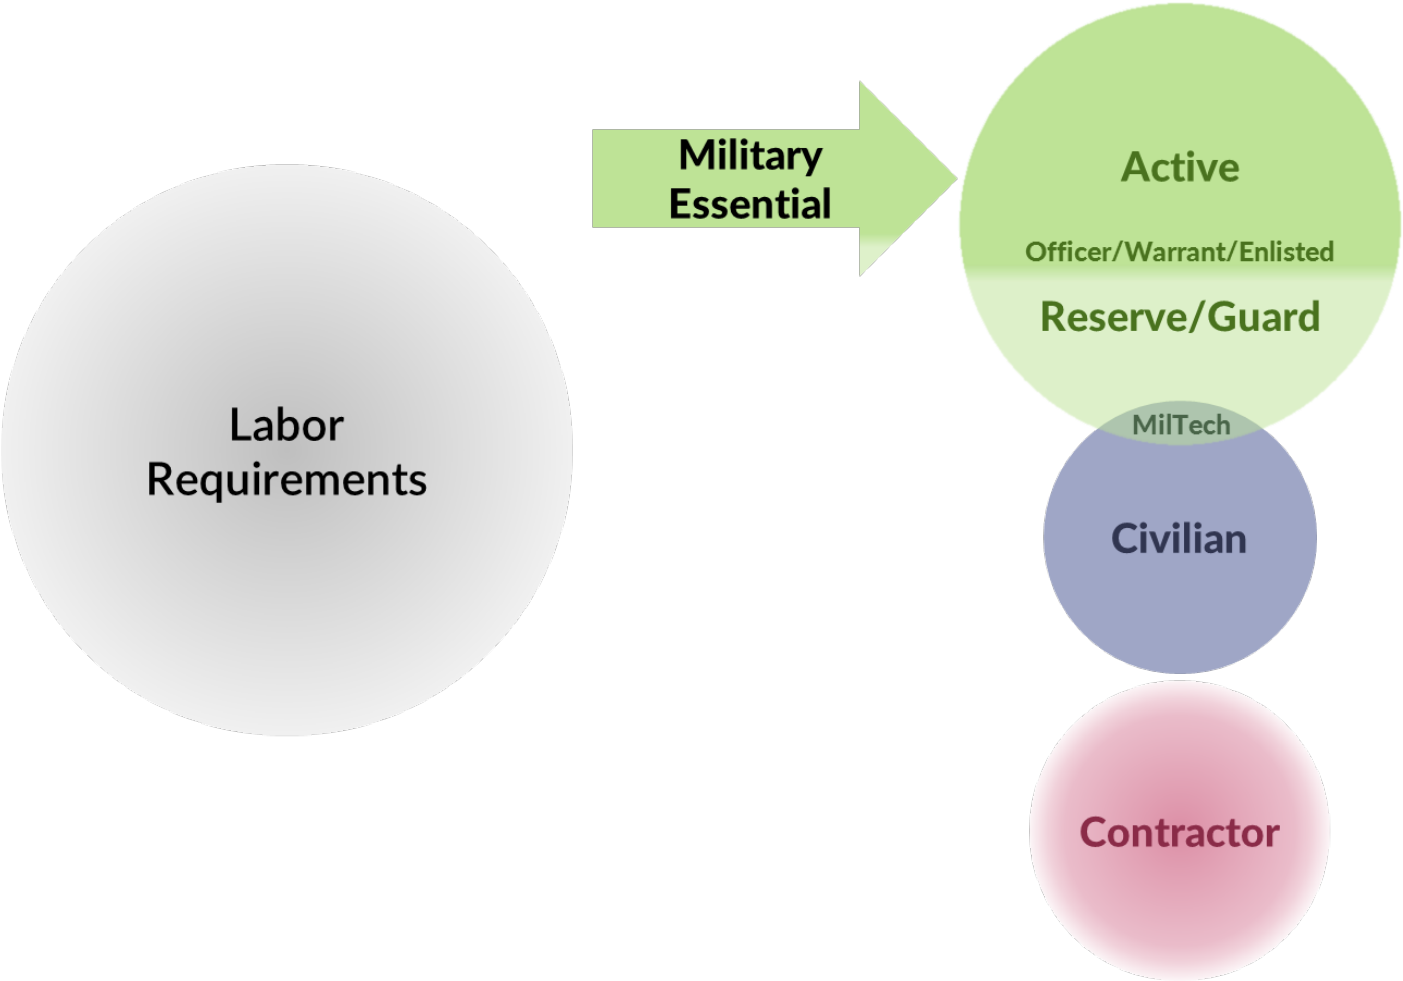 Labor
Requirements
Military
Essential
Active
Officer/Warrant/Enlisted
Reserve/Guard
MilTech
Civilian
Contractor